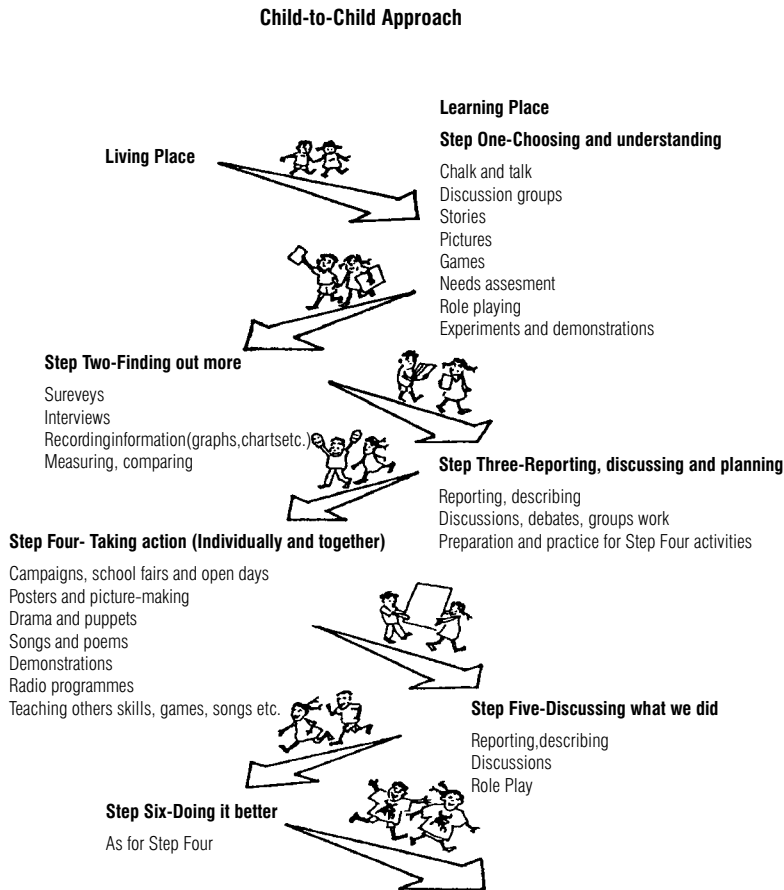 Child-to-Child Approach
Learning Place
Living Place
Step One-Choosing and understanding
Chalk and talk
Discussion groups
Stories
Pictures
Games
Needs assesment
Role playing
Experiments and demonstrations
Step Two-Finding out more
Sureveys
Interviews
Recordinginformation(graphs,chartsetc.)
Measuring, comparing
Step Three-Reporting, discussing and planning
Reporting, describing
Discussions, debates, groups work
Preparation and practice for Step Four activities
Step Four- Taking action (Individually and together)
Campaigns, school fairs and open days
Posters and picture-making
Drama and puppets
Songs and poems
Demonstrations
Radio programmes
Teaching others skills, games, songs etc.
Step Five-Discussing what we did
Reporting,describing
Discussions
Role Play
Step Six-Doing it better
As for Step Four